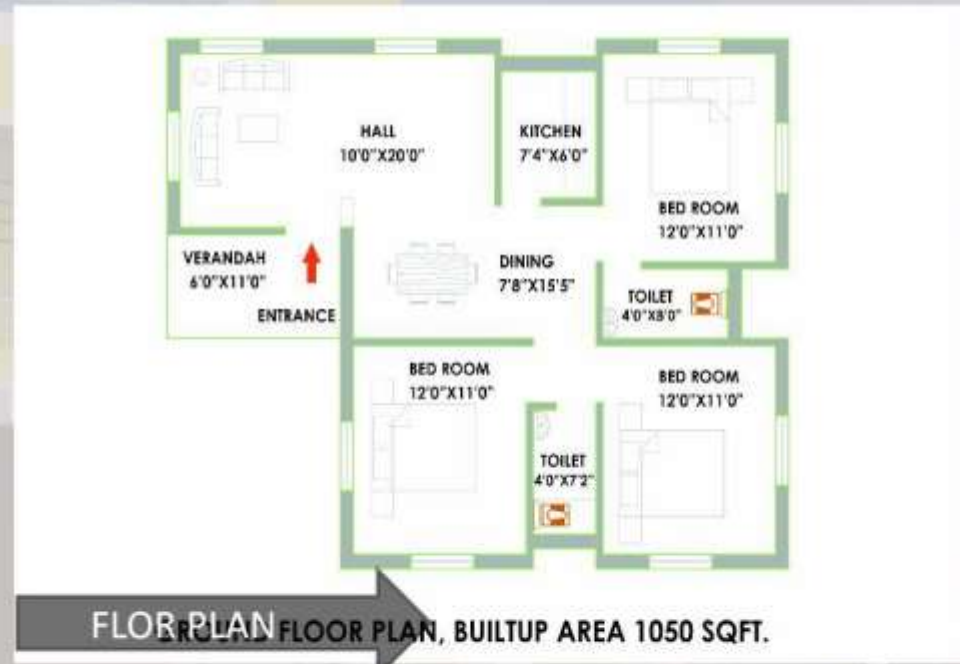 HALL
10'0"X20'0"
KITCHEN
7'4"X6'0"
BED ROOM
12'0"X11'0"
VERANDAH
6'0"X11'0"
ENTRANCE
DINING
7'8"X15'5"
TOILET
4'0"X8'0"
BED ROOM
12'0"X11'0"
BED ROOM
12'0"X11'0"
TOILET
4'0"X7'2"
FLOR PLAN
GROUND FLOOR PLAN, BUILTUP AREA 1050 SQFT.